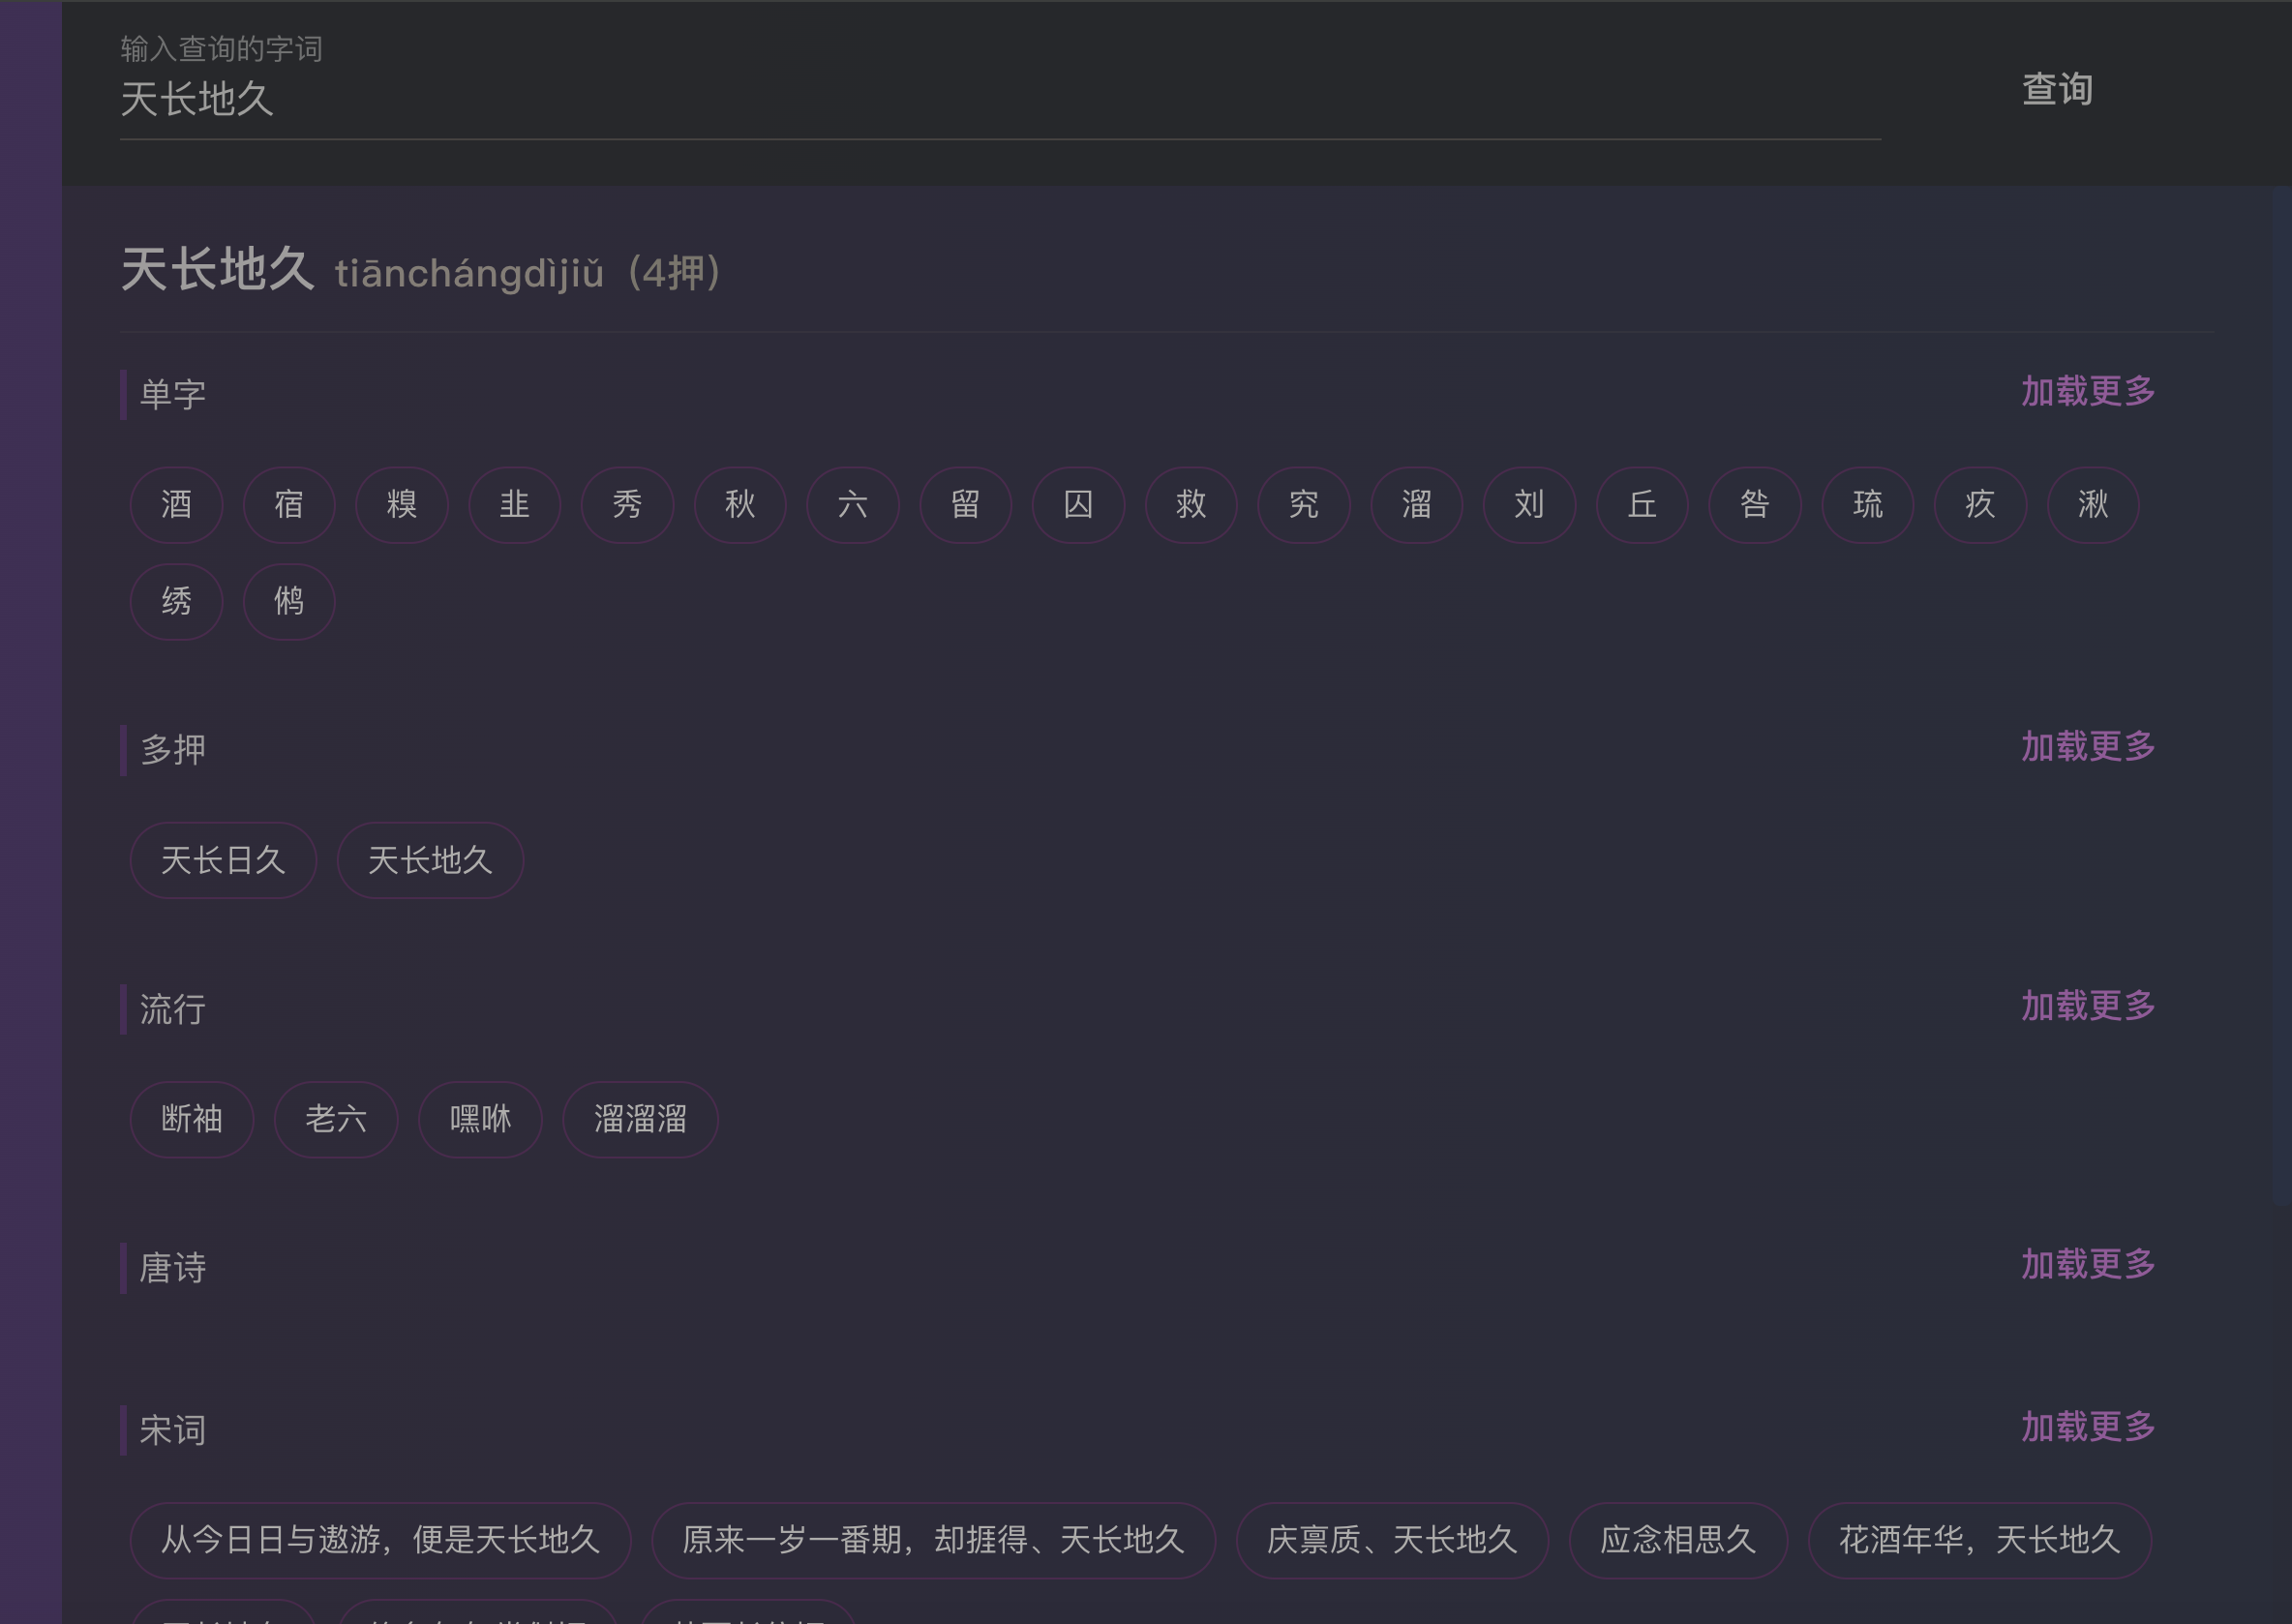 输入查询的字词
天长地久
查询
天长地久 tiānchángdìjiǔ（4押）
单字 加载更多
酒 宿 糗 韭 秀 秋 六 留 囚 救 究 溜 刘 丘 咎 琉 疚 湫
绣 鸺
多押 加载更多
天长日久 天长地久
流行 加载更多
断袖 老六 嘿咻 溜溜溜
唐诗 加载更多
宋词 加载更多
从今日日与遨游，便是天长地久 原来一岁一番期，却捱得、天长地久 庆禀质、天长地久 应念相思久 花酒年华，天长地久